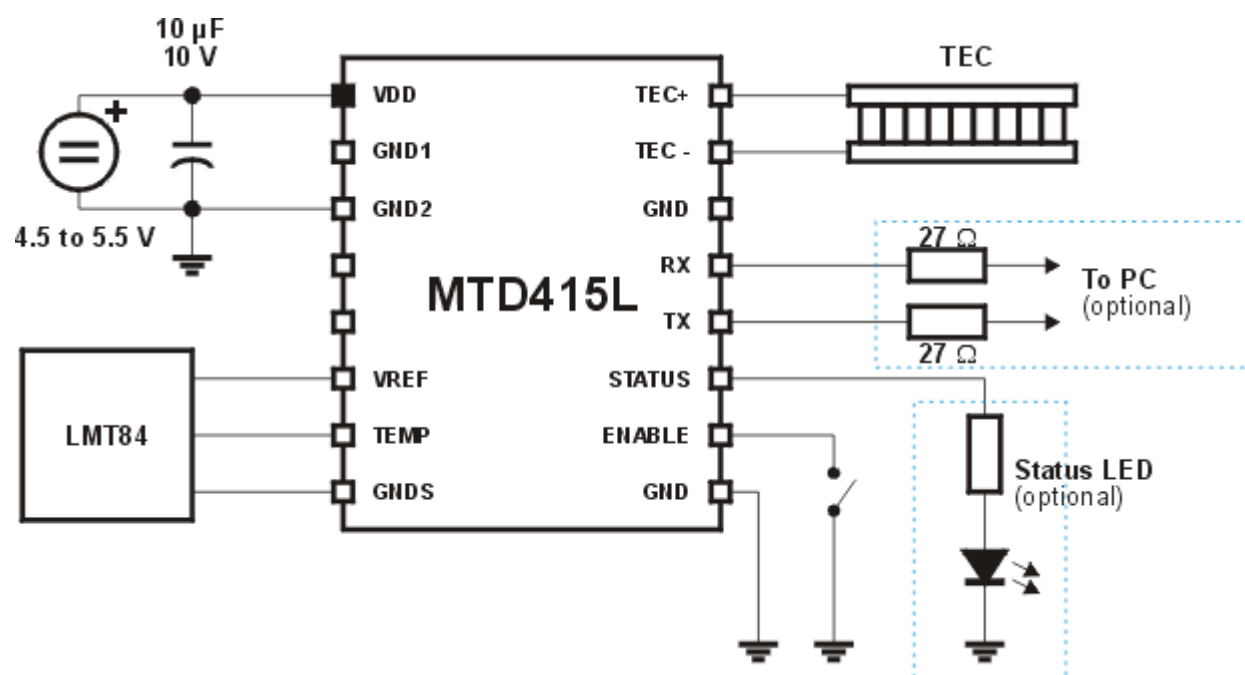 10 µF
10 V
TEC
VDD
TEC+
+
GND1
TEC -
GND2
GND
4.5 to 5.5 V
27 Ω
RX
To PC
(optional)
MTD415L
TX
27 Ω
VREF
STATUS
LMT84
TEMP
ENABLE
Status LED
(optional)
GNDS
GND